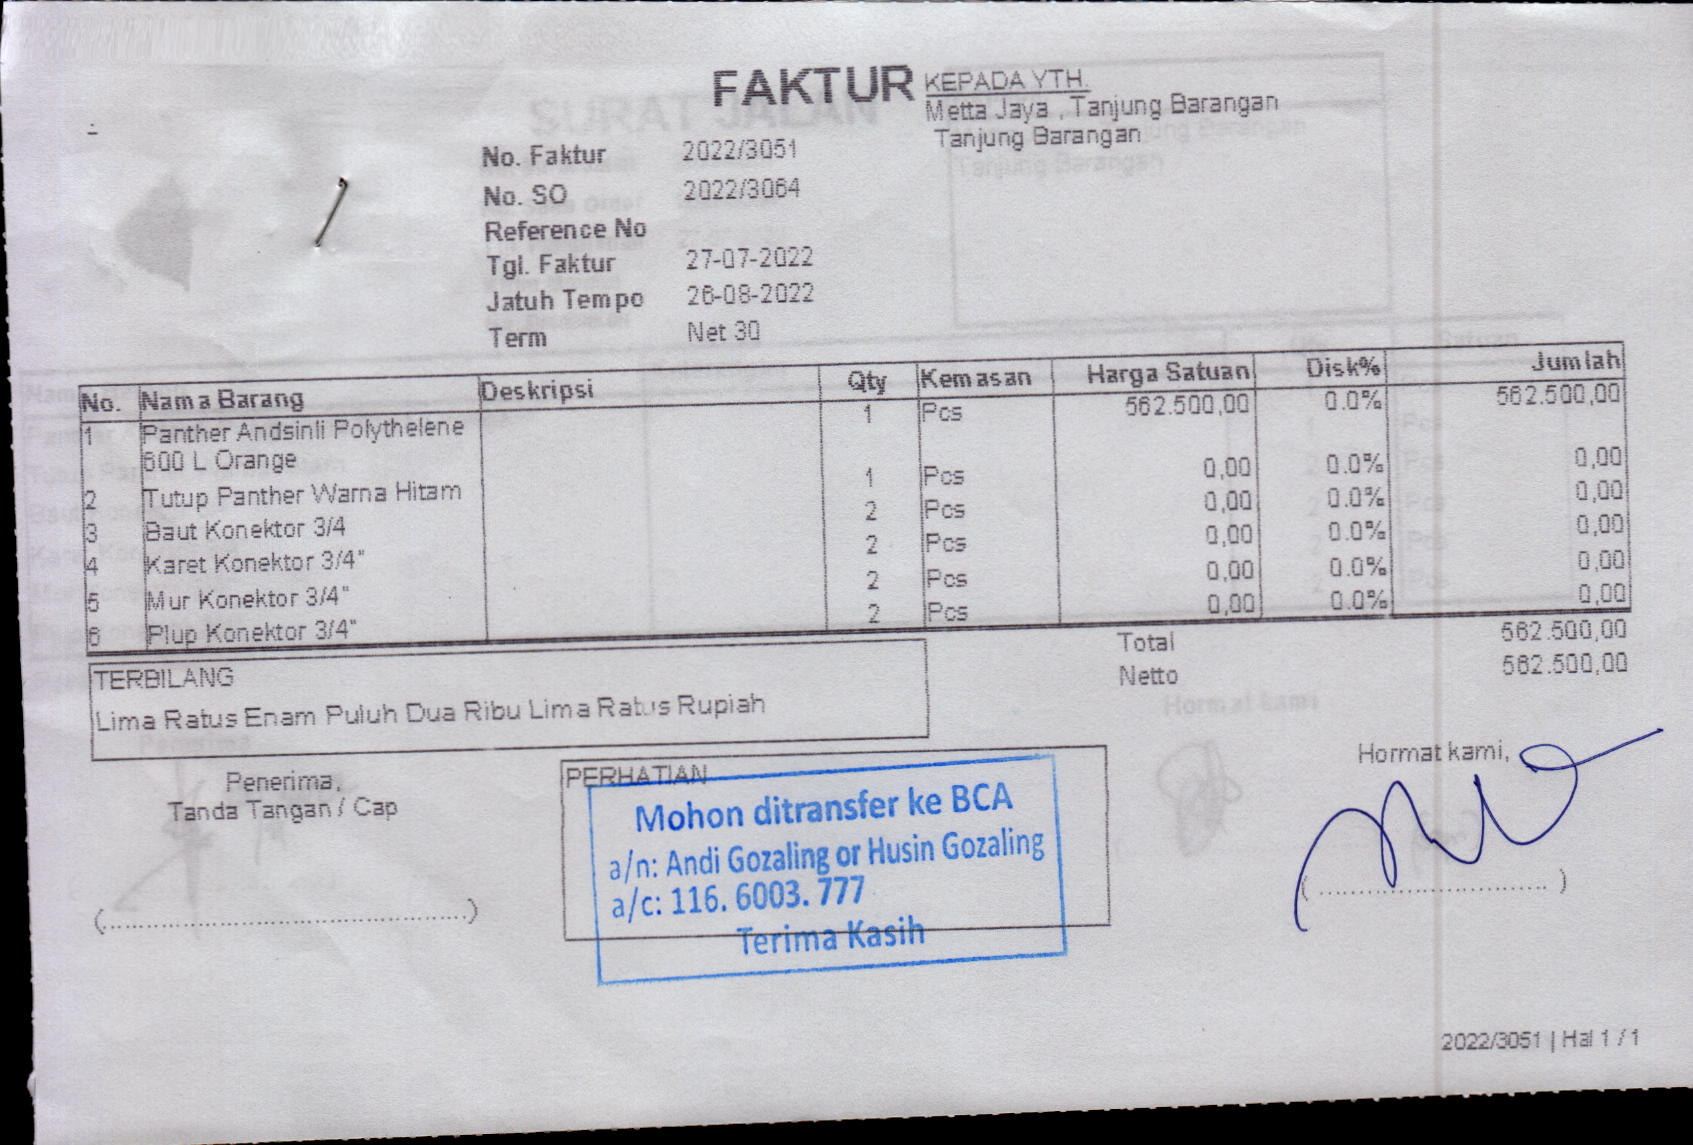 FAKTUR
KEPADA YTH.
Metta Jaya , Tanjung Barangan
Tanjung Barangan
No. Faktur 2022/3051
No. SO 2022/3064
Reference No
Tgl. Faktur 27-07-2022
Jatuh Tempo 26-08-2022
Term Net 30
No. Nama Barang Deskripsi Qty Kemasan Harga Satuan Disk% Jumlah
1 Panther Andsinli Polythelene 1 Pcs 562.500,00 0.0% 562.500,00
600 L Orange
2 Tutup Panther Warna Hitam 1 Pcs 0,00 0.0% 0,00
3 Baut Konektor 3/4 2 Pcs 0,00 0.0% 0,00
4 Karet Konektor 3/4" 2 Pcs 0,00 0.0% 0,00
5 Mur Konektor 3/4" 2 Pcs 0,00 0.0% 0,00
6 Plup Konektor 3/4" 2 Pcs 0,00 0.0% 0,00
Total 562.500,00
Netto 562.500,00
TERBILANG
Lima Ratus Enam Puluh Dua Ribu Lima Ratus Rupiah
Penerima,
Tanda Tangan / Cap
(..........................................)
PERHATIAN
Mohon ditransfer ke BCA
a/n: Andi Gozaling or Husin Gozaling
a/c: 116. 6003. 777
Terima Kasih
Hormat kami,
( .............................. )
2022/3051 | Hal 1 / 1